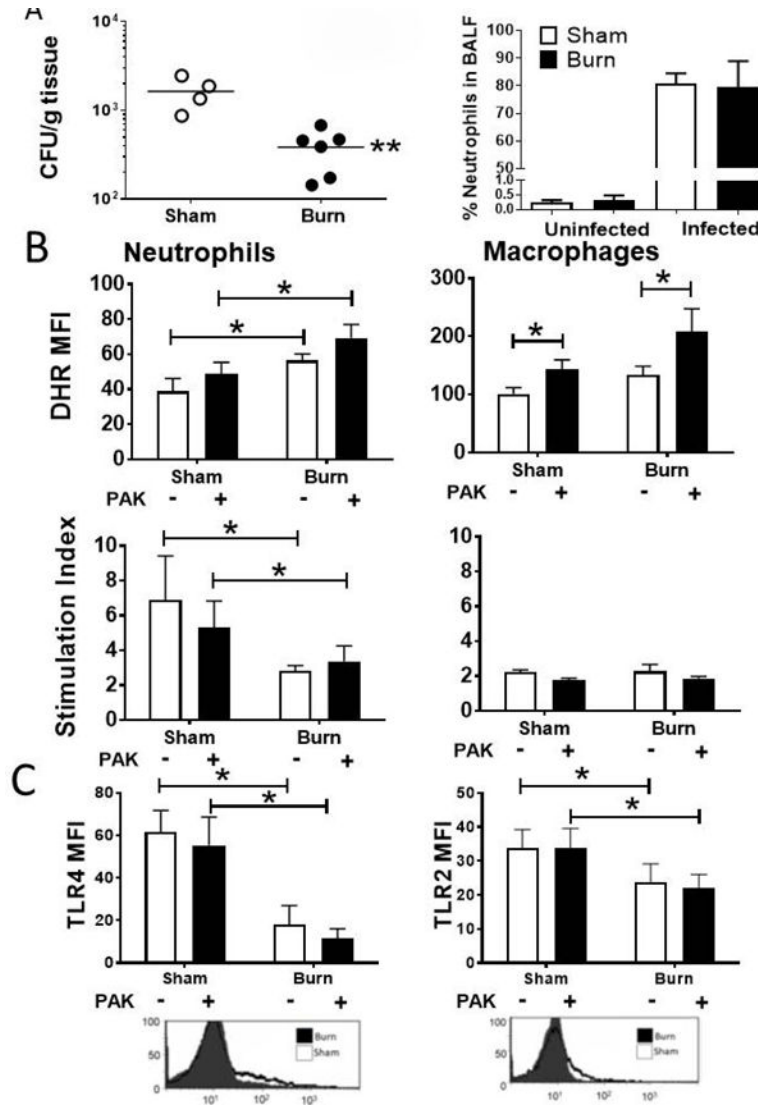 A
CFU/g tissue
10⁴
10³
10²
**
Sham Burn
% Neutrophils in BALF
100
90
80
70
60
50
1.0
0.5
0.0
Sham
Burn
Uninfected Infected
B
Neutrophils Macrophages
DHR MFI
100
80
60
40
20
0
* *
Sham Burn
PAK - + - +
300
200
100
0
* *
Sham Burn
PAK - + - +
Stimulation Index
10
8
6
4
2
0
* *
Sham Burn
PAK - + - +
10
8
6
4
2
0
Sham Burn
PAK - + - +
C
TLR4 MFI
60
40
20
0
* *
Sham Burn
PAK - + - +
TLR2 MFI
50
40
30
20
10
0
* *
Sham Burn
PAK - + - +
100
50
0
Burn
Sham
10¹ 10² 10³
100
50
0
Burn
Sham
10¹ 10² 10³